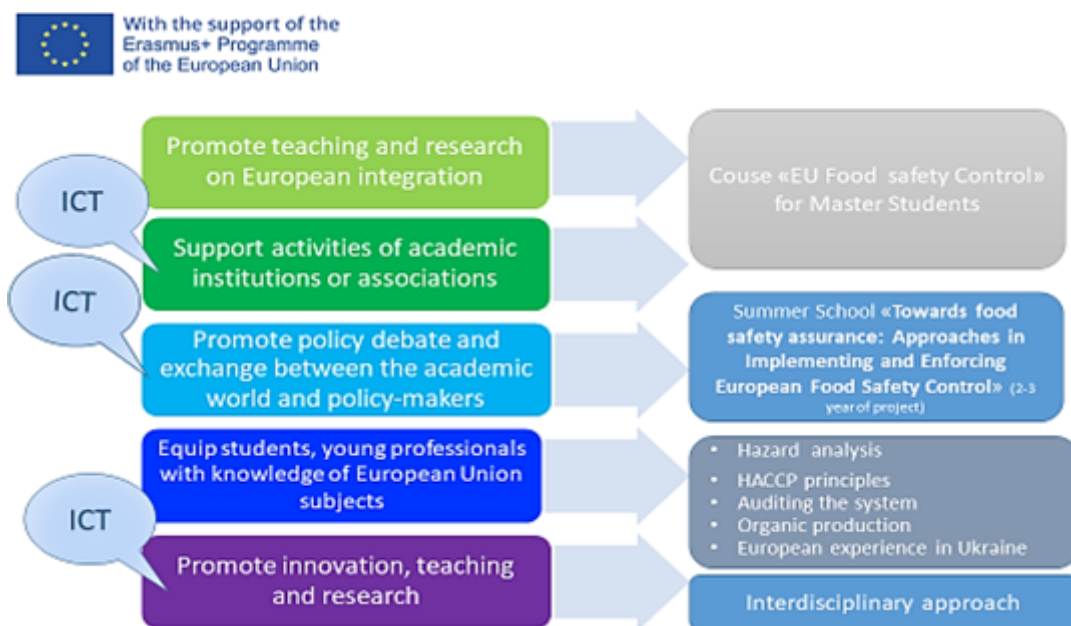 With the support of the
Erasmus+ Programme
of the European Union
Promote teaching and research
on European integration
Couse «EU Food safety Control»
for Master Students
ICT
Support activities of academic
institutions or associations
ICT
Promote policy debate and
exchange between the
academic
world and policy-makers
Summer School «Towards food
safety assurance: Approaches in
Implementing and Enforcing
European Food Safety Control» (2-3
year of project)
Equip students, young professionals
with knowledge of European Union
subjects
• Hazard analysis
• HACCP principles
• Auditing the system
• Organic production
• European experience in Ukraine
ICT
Promote innovation, teaching
and research
Interdisciplinary approach